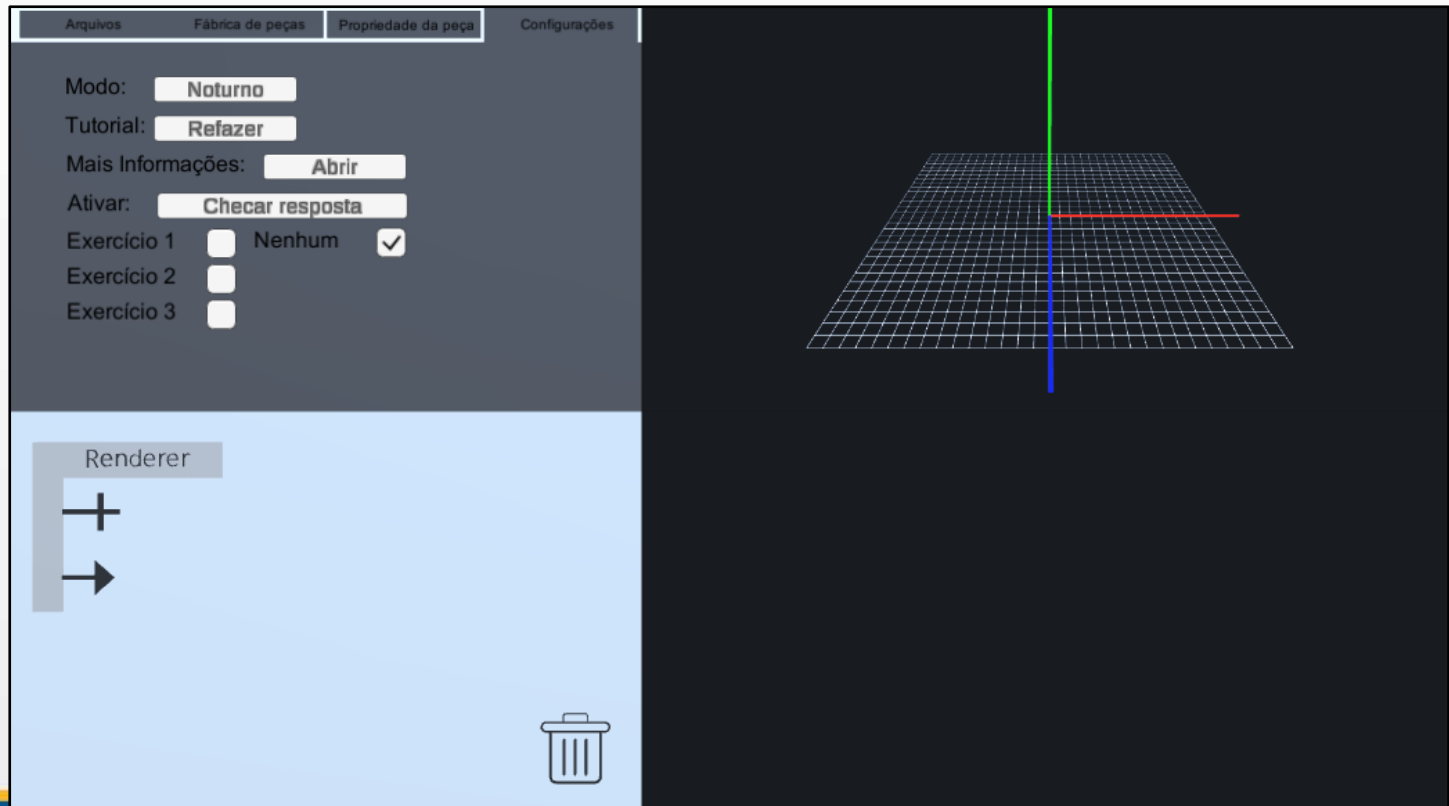 Arquivos Fábrica de peças Propriedade da peça Configurações
Modo: Noturno
Tutorial: Refazer
Mais Informações: Abrir
Ativar: Checar resposta
Exercício 1 Nenhum
Exercício 2
Exercício 3
Renderer